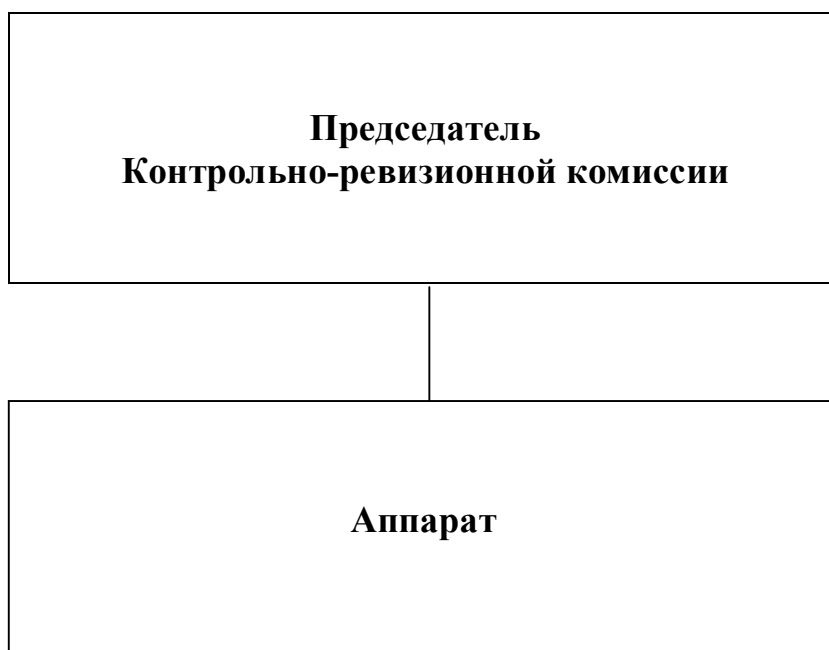 Председатель
Контрольно-ревизионной комиссии
Аппарат